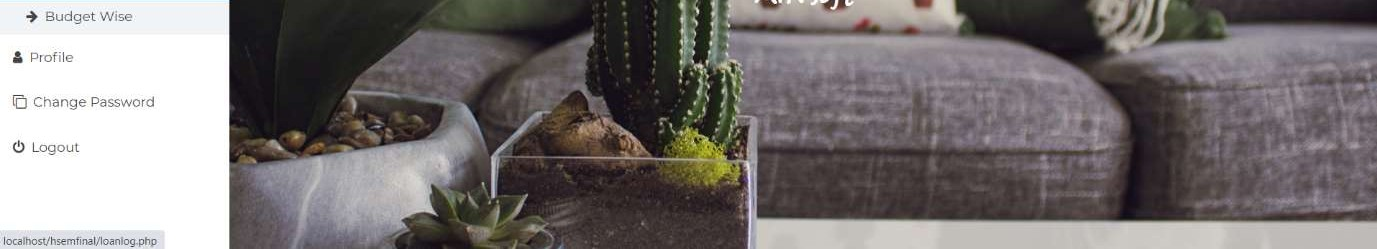 Budget Wise
Profile
Change Password
Logout
localhost/hsemfinal/loanlog.php